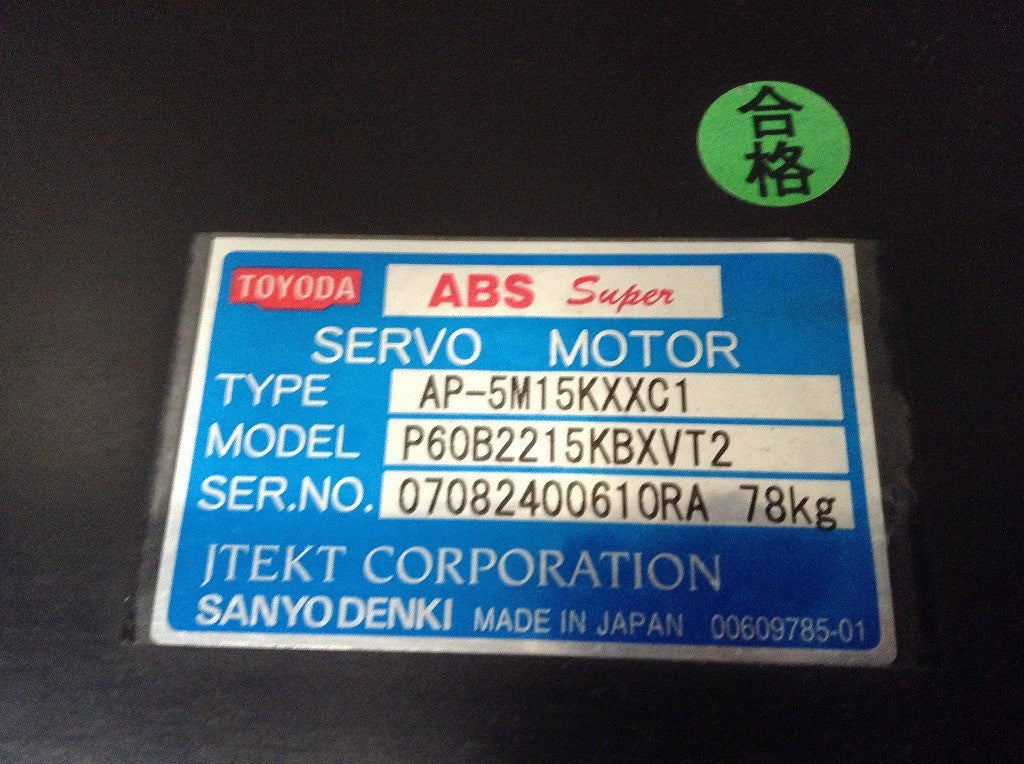 合
格
TOYODA ABS Super
SERVO MOTOR
TYPE AP-5M15KXXC1
MODEL P60B2215KBXVT2
SER.NO. 07082400610RA 78kg
JTEKT CORPORATION
SANYO DENKI MADE IN JAPAN 00609785-01